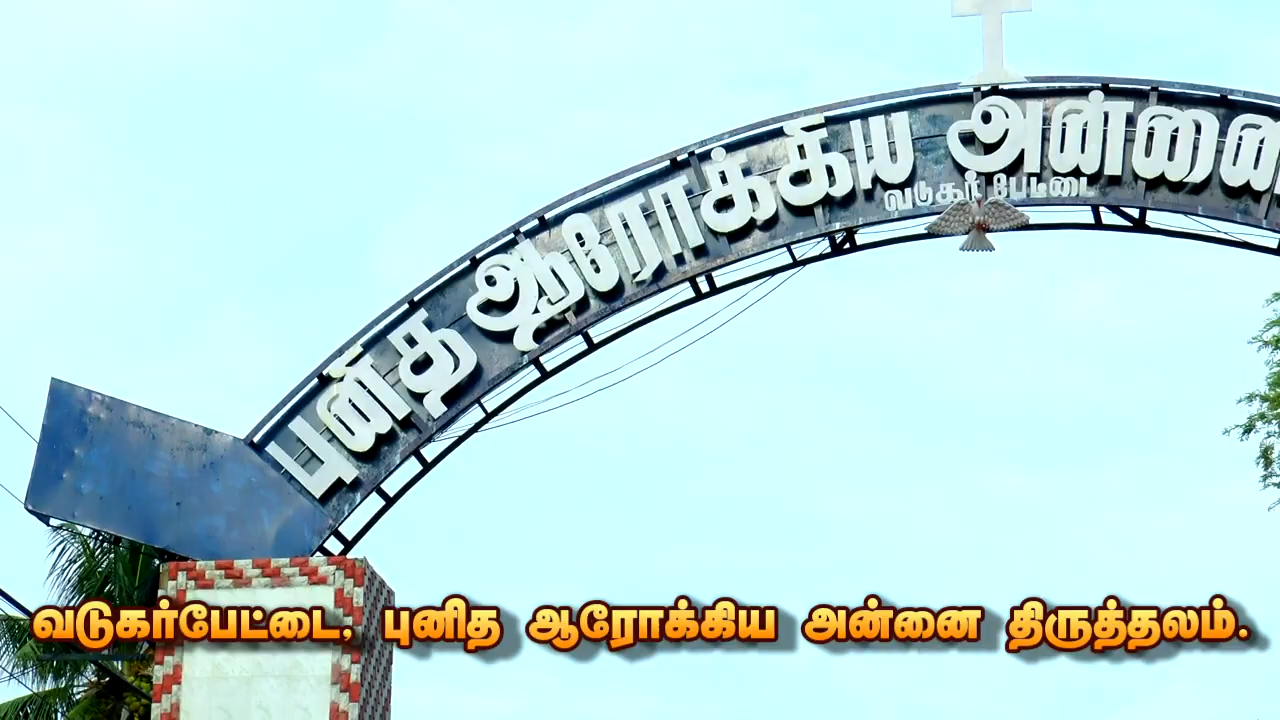 புனித ஆரோக்கிய அன்னை
வடுகர் பேட்டை
வடுகர்பேட்டை, புனித ஆரோக்கிய அன்னை திருத்தலம்.